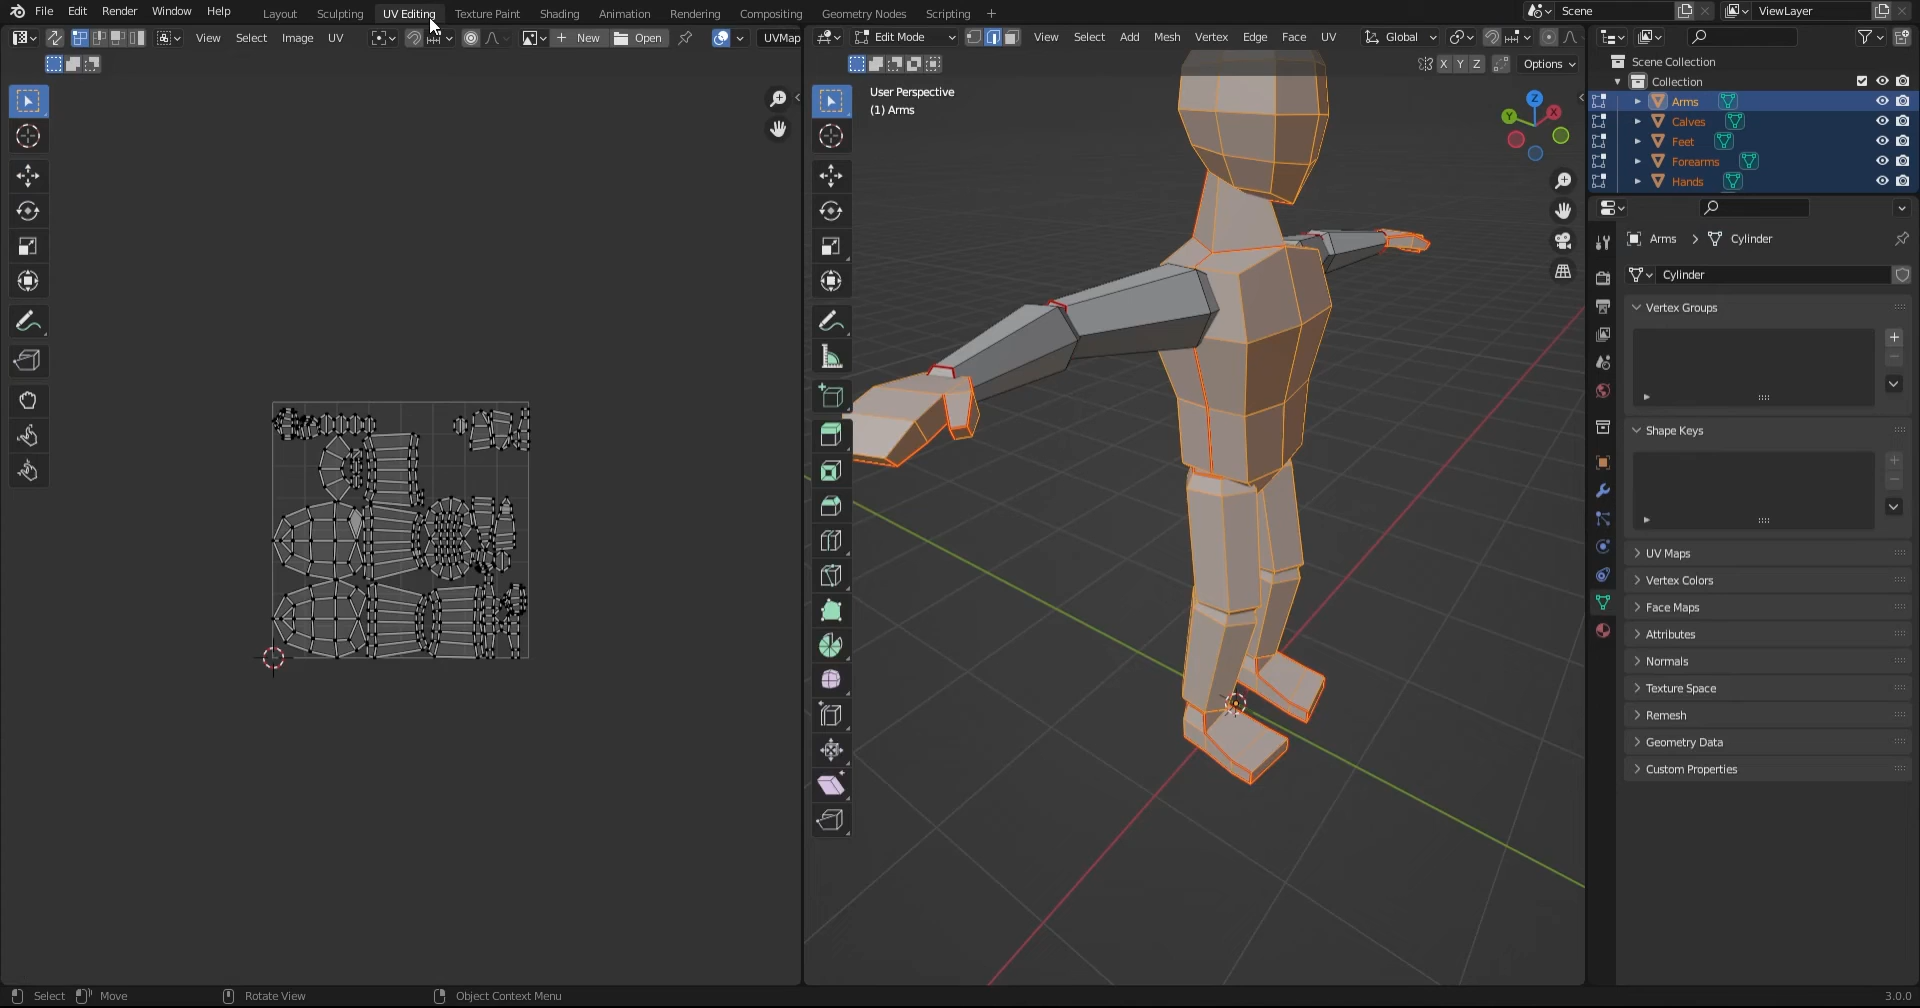 File Edit Render Window Help Layout Sculpting UV Editing Texture Paint Shading Animation Rendering Compositing Geometry Nodes Scripting + Scene ViewLayer
View Select Image UV New Open UVMap Edit Mode View Select Add Mesh Vertex Edge Face UV Global
X Y Z Options
Scene Collection
Collection
User Perspective
(1) Arms
Z
X
Y
Arms
Calves
Feet
Forearms
Hands
Arms > Cylinder
Cylinder
Vertex Groups
Shape Keys
UV Maps
Vertex Colors
Face Maps
Attributes
Normals
Texture Space
Remesh
Geometry Data
Custom Properties
Select Move Rotate View Object Context Menu 3.0.0